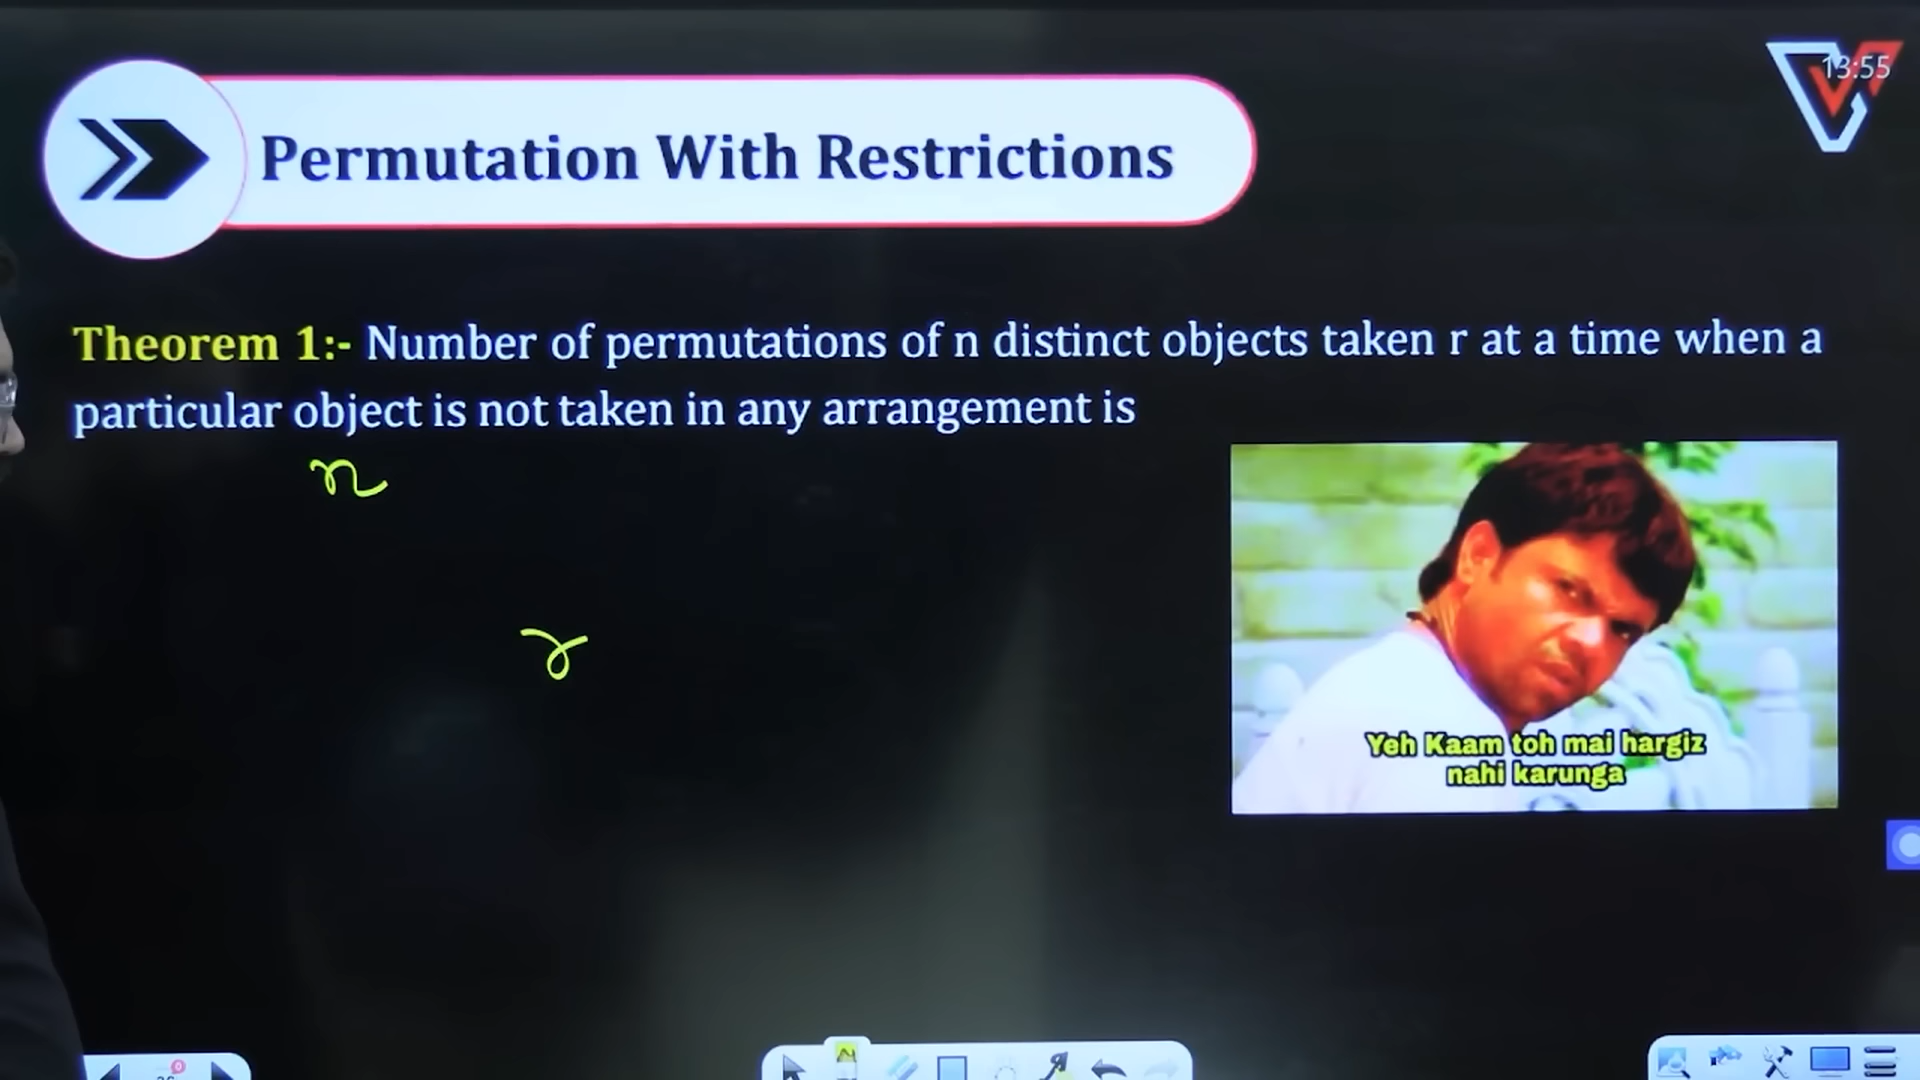 13:55
Permutation With Restrictions
Theorem 1:- Number of permutations of n distinct objects taken r at a time when a
particular object is not taken in any arrangement is
n
r
Yeh Kaam toh mai hargiz
nahi karunga
0